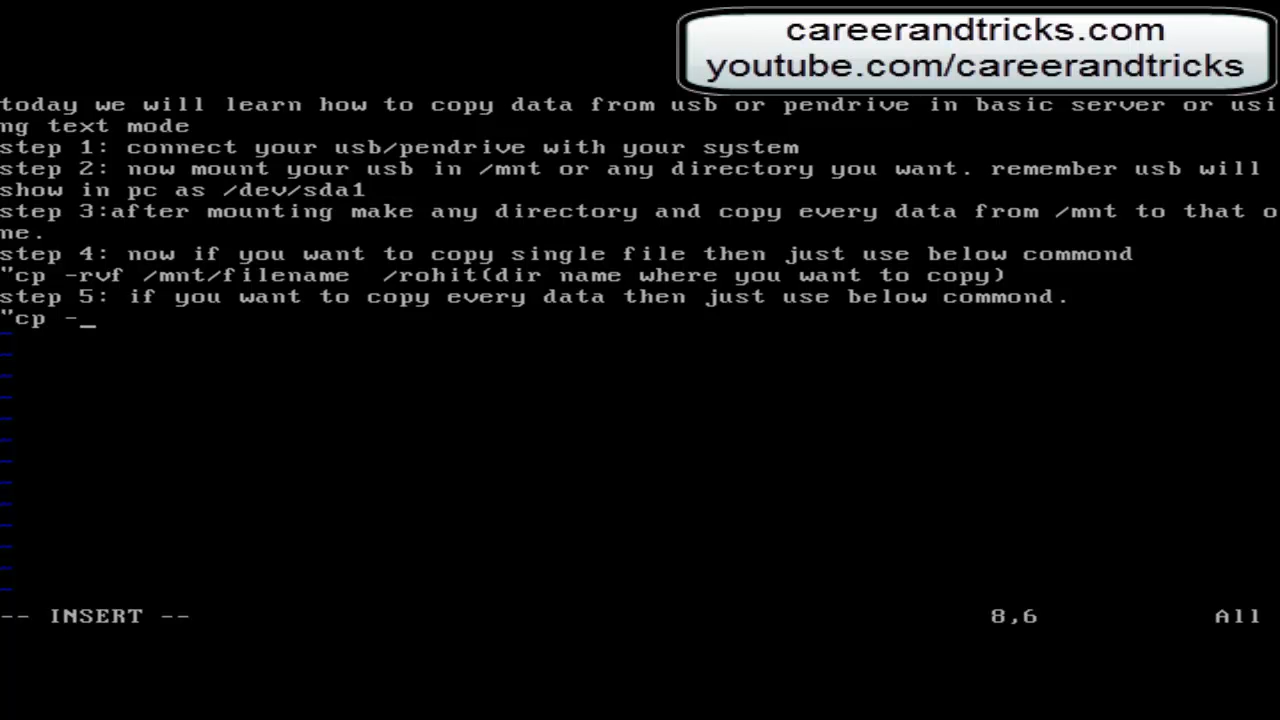 careerandtricks.com
youtube.com/careerandtricks
today we will learn how to copy data from usb or pendrive in basic server or usi
ng text mode
step 1: connect your usb/pendrive with your system
step 2: now mount your usb in /mnt or any directory you want. remember usb will
show in pc as /dev/sda1
step 3:after mounting make any directory and copy every data from /mnt to that o
ne.
step 4: now if you want to copy single file then just use below commond
"cp -rvf /mnt/filename  /rohit(dir name where you want to copy)
step 5: if you want to copy every data then just use below commond.
"cp -_
~
~
~
~
~
~
~
~
~
~
~
~
~
-- INSERT -- 8,6 All